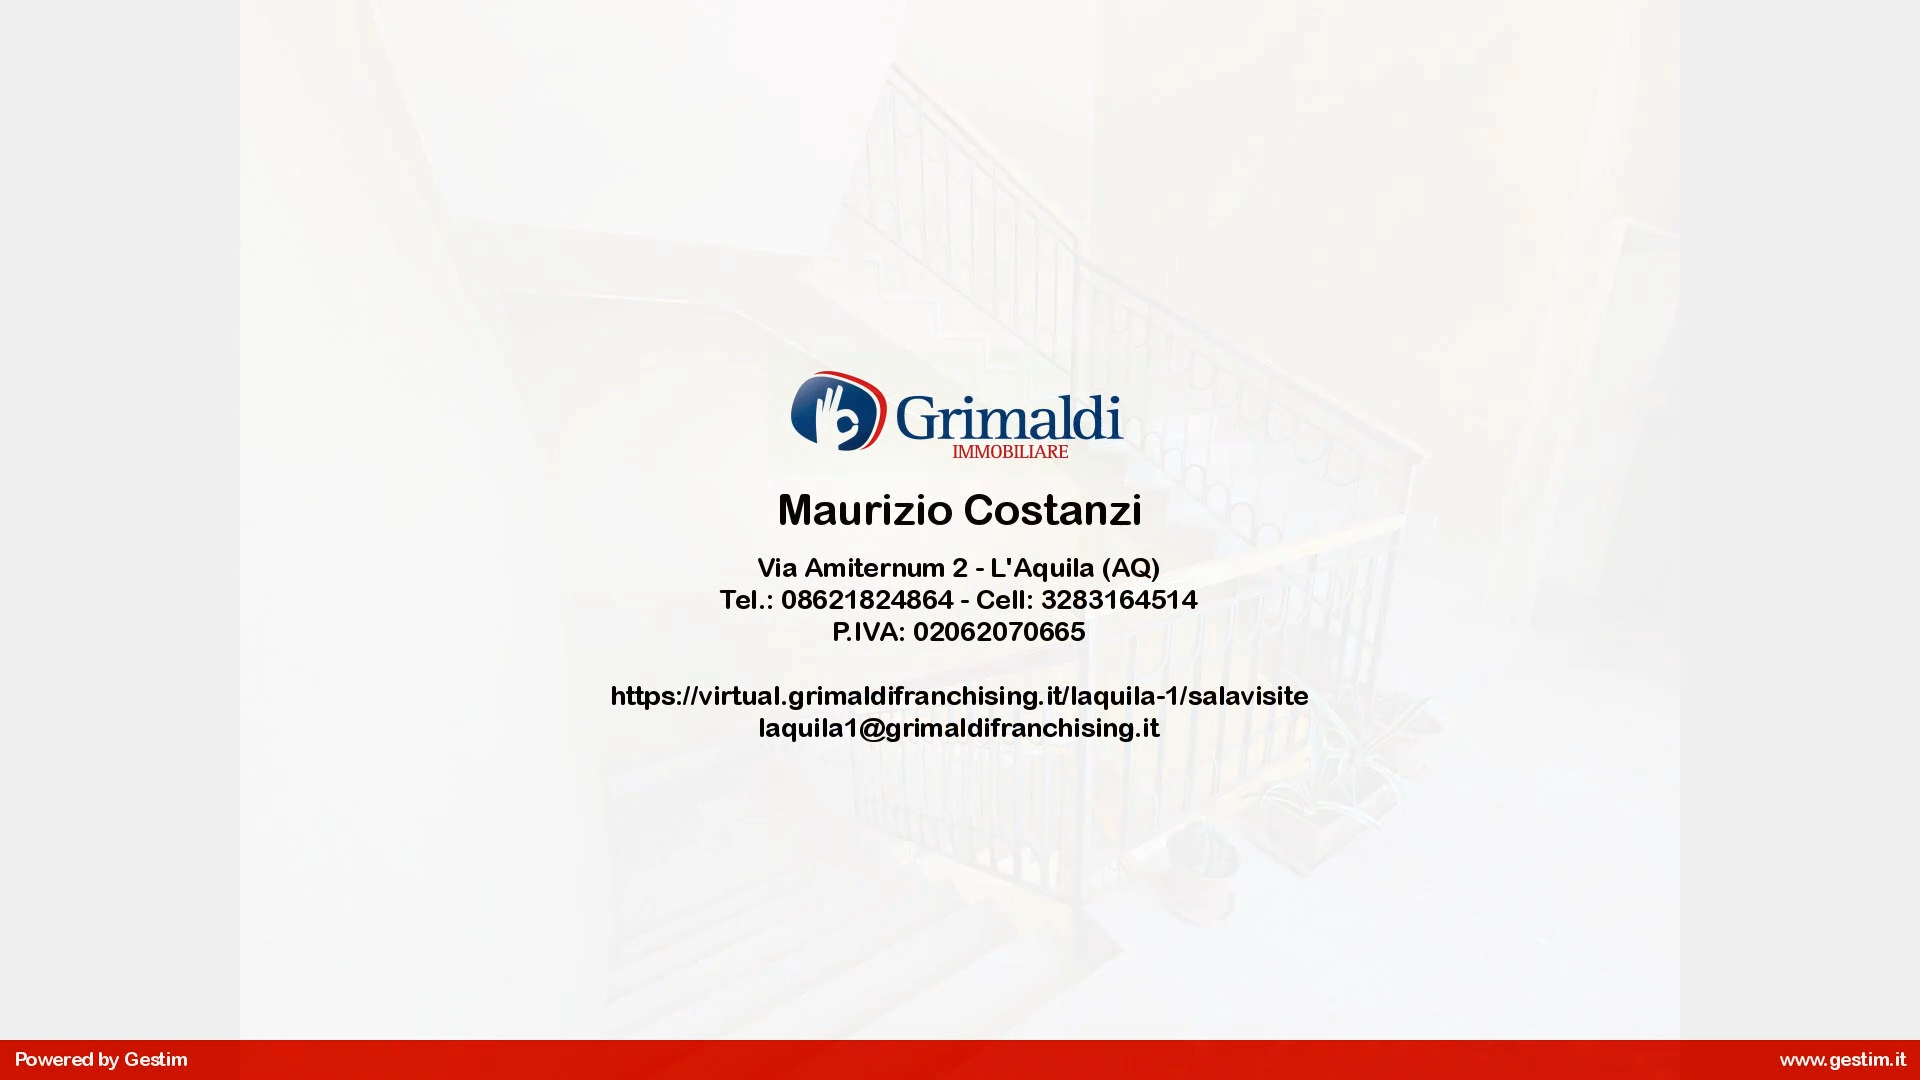 Grimaldi
IMMOBILIARE
Maurizio Costanzi
Via Amiternum 2 - L'Aquila (AQ)
Tel.: 08621824864 - Cell: 3283164514
P.IVA: 02062070665
https://virtual.grimaldifranchising.it/laquila-1/salavisite
laquila1@grimaldifranchising.it
Powered by Gestim
www.gestim.it